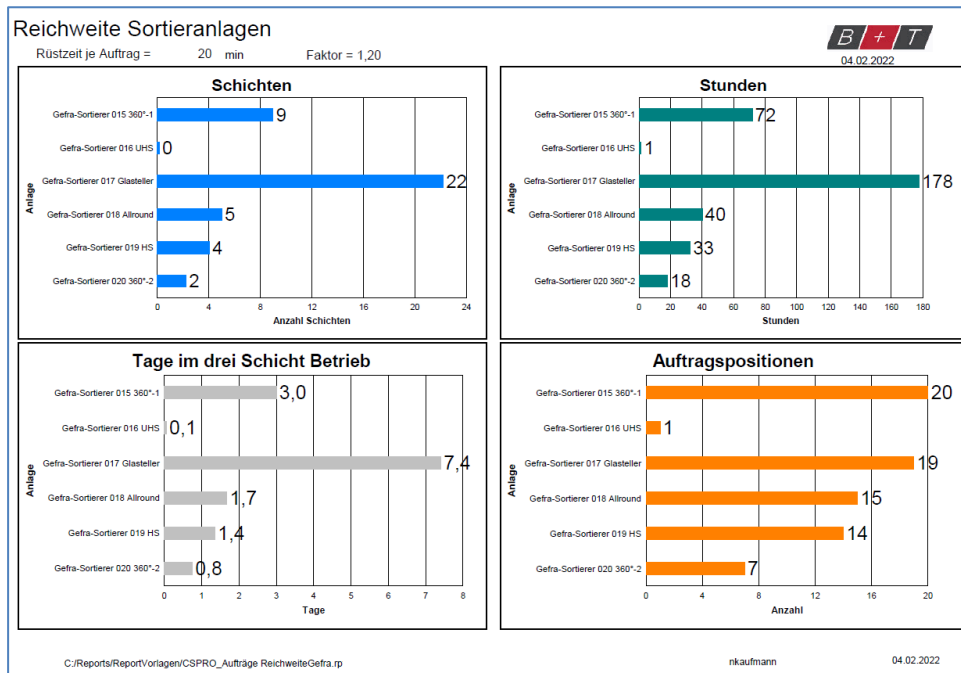 Reichweite Sortieranlagen
Rüstzeit je Auftrag = 20 min Faktor = 1,20
B + T
04.02.2022
Schichten
Anlage
Gefra-Sortierer 015 360°-1 9
Gefra-Sortierer 016 UHS 0
Gefra-Sortierer 017 Glasteller 22
Gefra-Sortierer 018 Allround 5
Gefra-Sortierer 019 HS 4
Gefra-Sortierer 020 360°-2 2
0 4 8 12 16 20 24
Anzahl Schichten
Stunden
Anlage
Gefra-Sortierer 015 360°-1 72
Gefra-Sortierer 016 UHS 1
Gefra-Sortierer 017 Glasteller 178
Gefra-Sortierer 018 Allround 40
Gefra-Sortierer 019 HS 33
Gefra-Sortierer 020 360°-2 18
0 20 40 60 80 100 120 140 160 180
Stunden
Tage im drei Schicht Betrieb
Anlage
Gefra-Sortierer 015 360°-1 3,0
Gefra-Sortierer 016 UHS 0,1
Gefra-Sortierer 017 Glasteller 7,4
Gefra-Sortierer 018 Allround 1,7
Gefra-Sortierer 019 HS 1,4
Gefra-Sortierer 020 360°-2 0,8
0 1 2 3 4 5 6 7 8
Tage
Auftragspositionen
Anlage
Gefra-Sortierer 015 360°-1 20
Gefra-Sortierer 016 UHS 1
Gefra-Sortierer 017 Glasteller 19
Gefra-Sortierer 018 Allround 15
Gefra-Sortierer 019 HS 14
Gefra-Sortierer 020 360°-2 7
0 4 8 12 16 20
Anzahl
C:/Reports/ReportVorlagen/CSPRO_Aufträge ReichweiteGefra.rp nkaufmann 04.02.2022